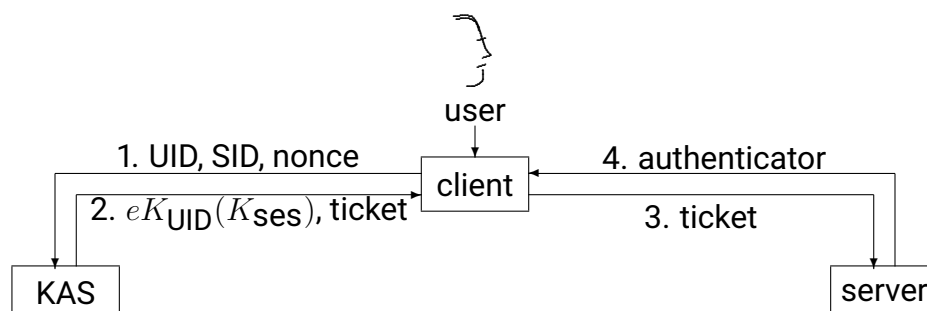 user
1. UID, SID, nonce
4. authenticator
client
2. eK_UID(K_ses), ticket
3. ticket
KAS
server